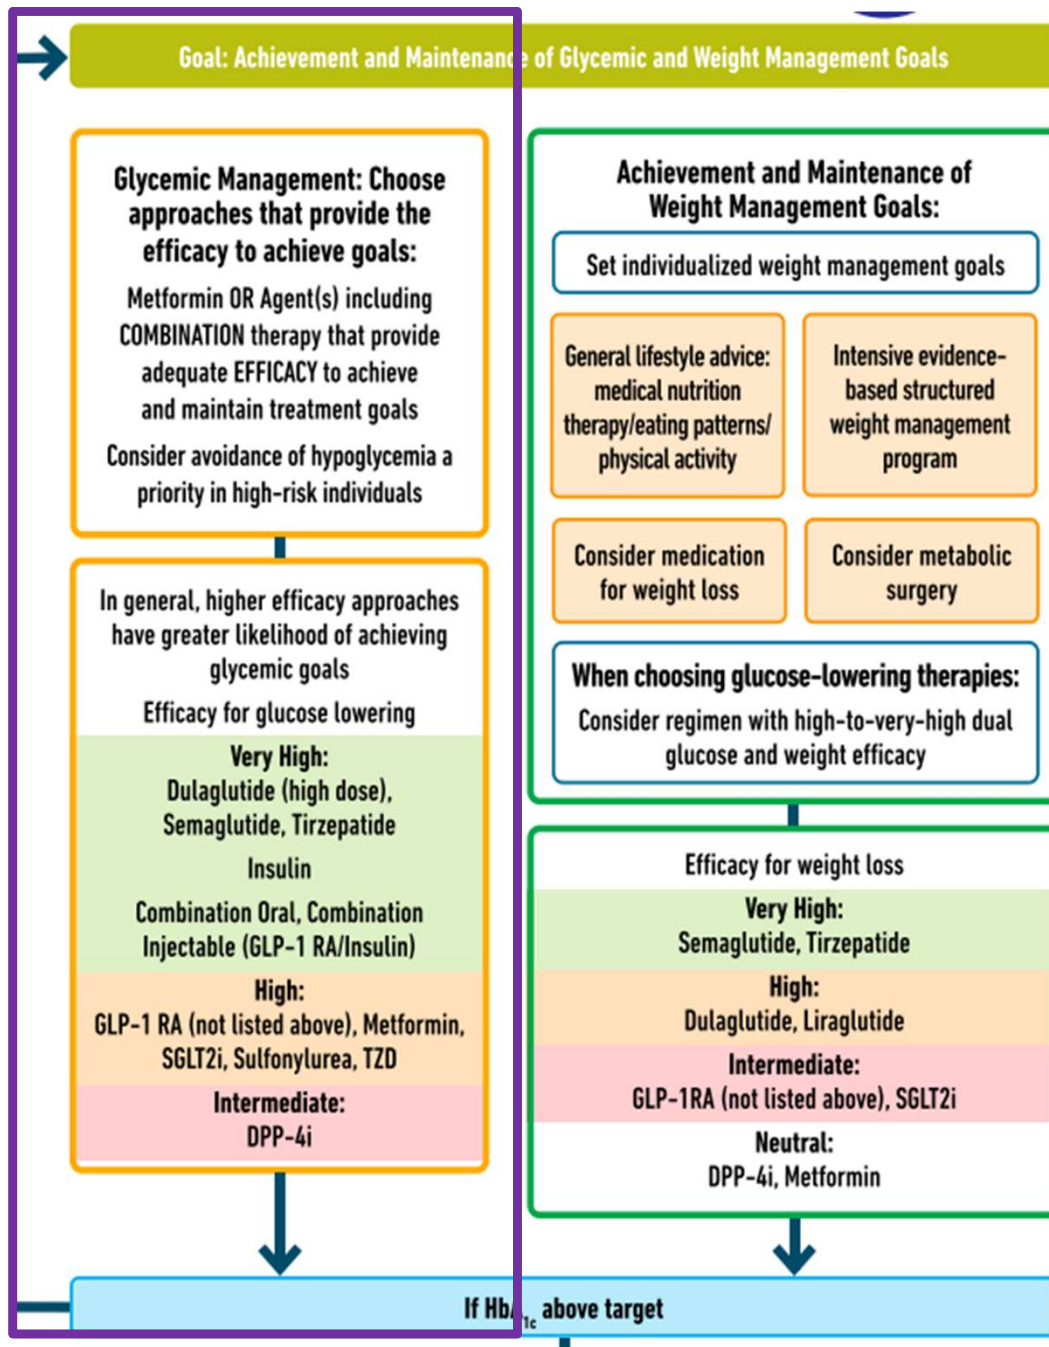 Goal: Achievement and Maintenance of Glycemic and Weight Management Goals
Glycemic Management: Choose
approaches that provide the
efficacy to achieve goals:
Metformin OR Agent(s) including
COMBINATION therapy that provide
adequate EFFICACY to achieve
and maintain treatment goals
Consider avoidance of hypoglycemia a
priority in high-risk individuals
In general, higher efficacy approaches
have greater likelihood of achieving
glycemic goals
Efficacy for glucose lowering
Very High:
Dulaglutide (high dose),
Semaglutide, Tirzepatide
Insulin
Combination Oral, Combination
Injectable (GLP-1 RA/Insulin)
High:
GLP-1 RA (not listed above), Metformin,
SGLT2i, Sulfonylurea, TZD
Intermediate:
DPP-4i
Achievement and Maintenance of
Weight Management Goals:
Set individualized weight management goals
General lifestyle advice:
medical nutrition
therapy/eating patterns/
physical activity
Intensive evidence-
based structured
weight management
program
Consider medication
for weight loss
Consider metabolic
surgery
When choosing glucose-lowering therapies:
Consider regimen with high-to-very-high dual
glucose and weight efficacy
Efficacy for weight loss
Very High:
Semaglutide, Tirzepatide
High:
Dulaglutide, Liraglutide
Intermediate:
GLP-1RA (not listed above), SGLT2i
Neutral:
DPP-4i, Metformin
If HbA1c above target